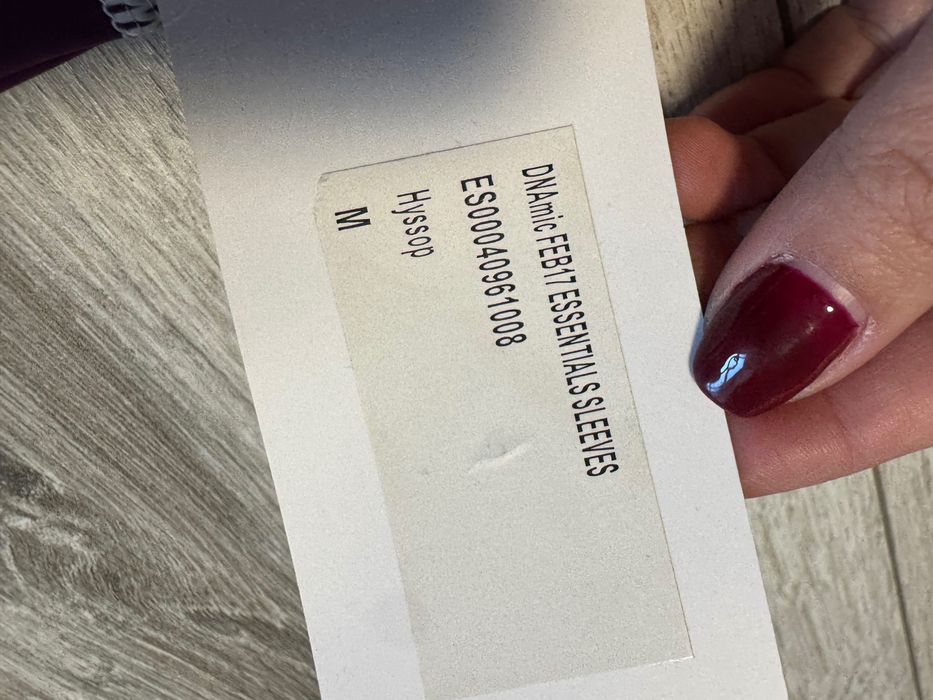 DNAmic FEB17 ESSENTIALS SLEEVES
ES00040961008
Hyssop
M